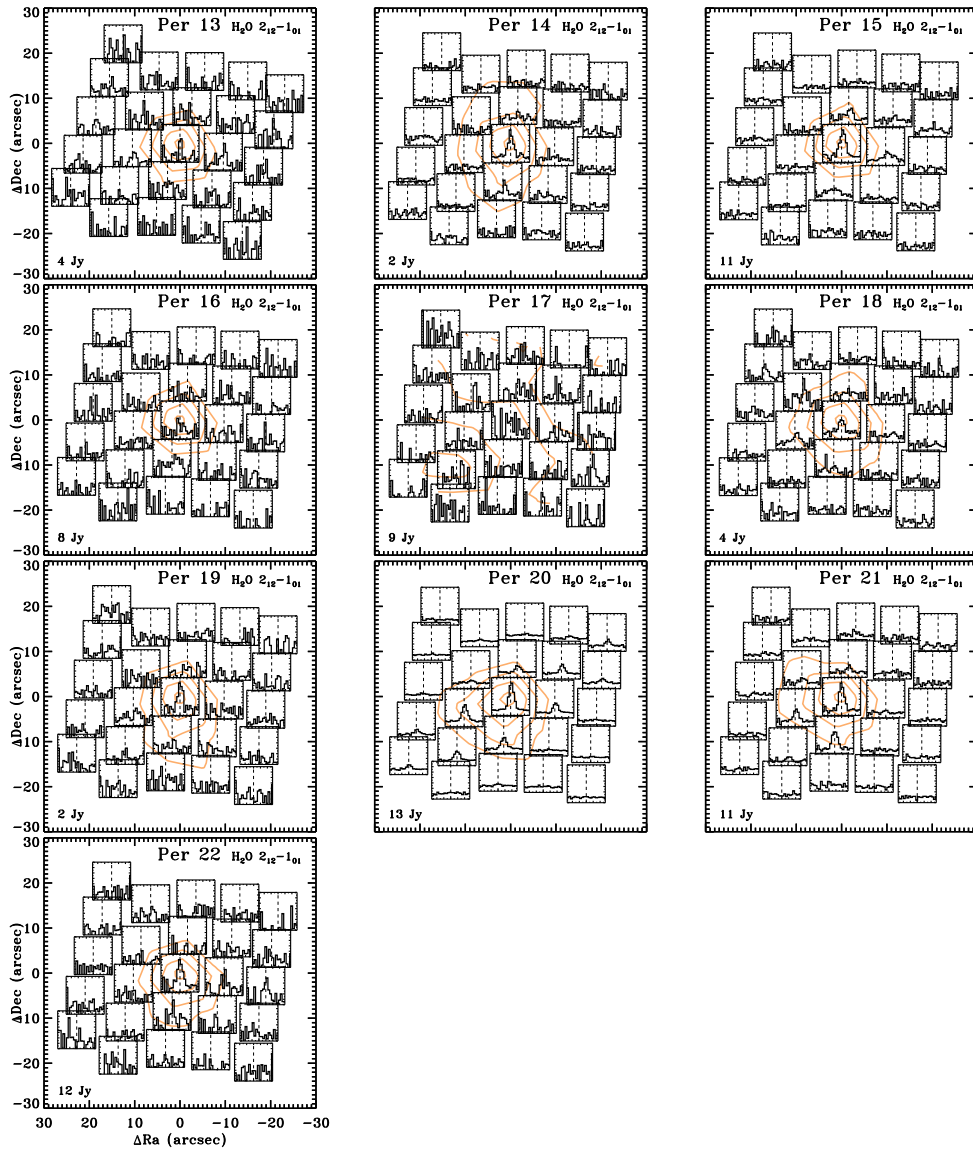 Per 13 H₂O 2₁₂-1₀₁
Per 14 H₂O 2₁₂-1₀₁
Per 15 H₂O 2₁₂-1₀₁
30
20
10
0
-10
-20
-30
ΔDec (arcsec)
4 Jy
2 Jy
11 Jy
Per 16 H₂O 2₁₂-1₀₁
Per 17 H₂O 2₁₂-1₀₁
Per 18 H₂O 2₁₂-1₀₁
30
20
10
0
-10
-20
-30
ΔDec (arcsec)
8 Jy
9 Jy
4 Jy
Per 19 H₂O 2₁₂-1₀₁
Per 20 H₂O 2₁₂-1₀₁
Per 21 H₂O 2₁₂-1₀₁
30
20
10
0
-10
-20
-30
ΔDec (arcsec)
2 Jy
13 Jy
11 Jy
Per 22 H₂O 2₁₂-1₀₁
30
20
10
0
-10
-20
-30
ΔDec (arcsec)
12 Jy
30 20 10 0 -10 -20 -30
ΔRa (arcsec)